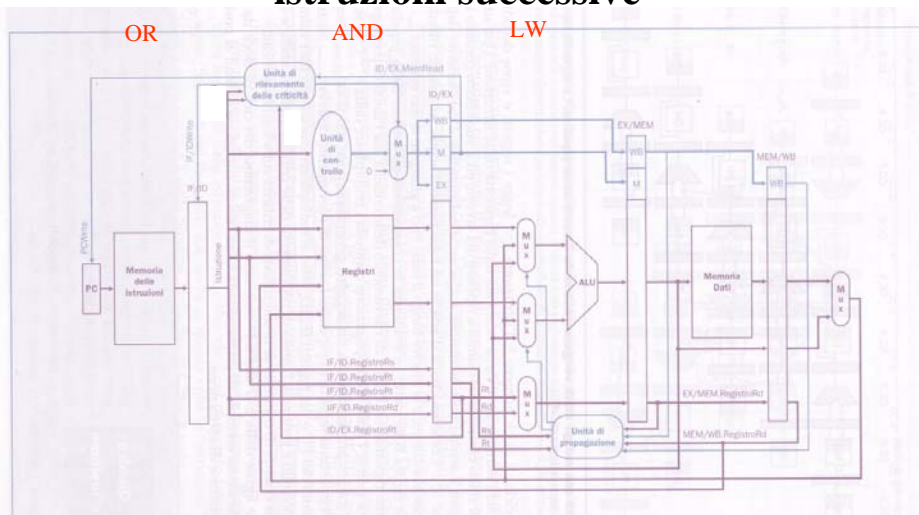 istruzioni successive
OR
AND
LW
Unità di
rilevamento
delle criticità
ID/EX.MemRead
ID/EX
WB
M
EX
EX/MEM
WB
M
MEM/WB
WB
Unità
di
con-
trollo
M
u
x
0
IF/IDWrite
IF/ID
PCWrite
PC
Memoria
delle
istruzioni
Istruzione
Registri
M
u
x
M
u
x
ALU
Memoria
Dati
M
u
x
IF/ID.RegistroRs
IF/ID.RegistroRt
IF/ID.RegistroRt
IF/ID.RegistroRd
ID/EX.RegistroRt
Rt
Rd
Rs
Rt
M
u
x
Unità di
propagazione
EX/MEM.RegistroRd
MEM/WB.RegistroRd